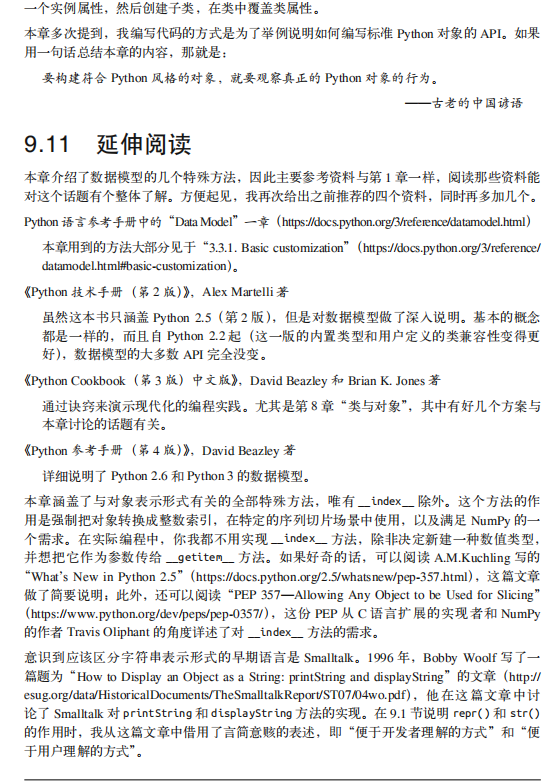 一个实例属性，然后创建子类，在类中覆盖类属性。
本章多次提到，我编写代码的方式是为了举例说明如何编写标准 Python 对象的 API。如果
用一句话总结本章的内容，那就是：
要构建符合 Python 风格的对象，就要观察真正的 Python 对象的行为。
——古老的中国谚语
9.11 延伸阅读
本章介绍了数据模型的几个特殊方法，因此主要参考资料与第 1 章一样，阅读那些资料能
对这个话题有个整体了解。方便起见，我再次给出之前推荐的四个资料，同时再多加几个。
Python 语言参考手册中的“Data Model”一章（https://docs.python.org/3/reference/datamodel.html）
本章用到的方法大部分见于“3.3.1. Basic customization”（https://docs.python.org/3/reference/
datamodel.html#basic-customization）。
《Python 技术手册（第 2 版）》，Alex Martelli 著
虽然这本书只涵盖 Python 2.5（第 2 版），但是对数据模型做了深入说明。基本的概念
都是一样的，而且自 Python 2.2 起（这一版的内置类型和用户定义的类兼容性变得更
好），数据模型的大多数 API 完全没变。
《Python Cookbook（第 3 版）中文版》，David Beazley 和 Brian K. Jones 著
通过诀窍来演示现代化的编程实践。尤其是第 8 章“类与对象”，其中有好几个方案与
本章讨论的话题有关。
《Python 参考手册（第 4 版）》，David Beazley 著
详细说明了 Python 2.6 和 Python 3 的数据模型。
本章涵盖了与对象表示形式有关的全部特殊方法，唯有 __index__ 除外。这个方法的作
用是强制把对象转换成整数索引，在特定的序列切片场景中使用，以及满足 NumPy 的一
个需求。在实际编程中，你我都不用实现 __index__ 方法，除非决定新建一种数值类型，
并想把它作为参数传给 __getitem__ 方法。如果好奇的话，可以阅读 A.M.Kuchling 写的
“What’s New in Python 2.5”（https://docs.python.org/2.5/whatsnew/pep-357.html），这篇文章
做了简要说明；此外，还可以阅读“PEP 357—Allowing Any Object to be Used for Slicing”
（https://www.python.org/dev/peps/pep-0357/），这份 PEP 从 C 语言扩展的实现者和 NumPy
的作者 Travis Oliphant 的角度详述了对 __index__ 方法的需求。
意识到应该区分字符串表示形式的早期语言是 Smalltalk。1996 年，Bobby Woolf 写了一
篇题为“How to Display an Object as a String: printString and displayString”的文章（http://
esug.org/data/HistoricalDocuments/TheSmalltalkReport/ST07/04wo.pdf），他在这篇文章中讨
论了 Smalltalk 对 printString 和 displayString 方法的实现。在 9.1 节说明 repr() 和 str()
的作用时，我从这篇文章中借用了言简意赅的表述，即“便于开发者理解的方式”和“便
于用户理解的方式”。